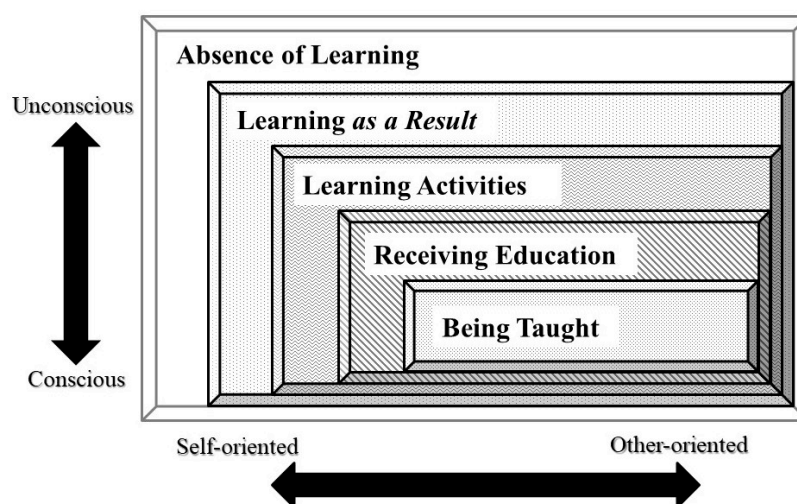 Absence of Learning
Unconscious
Learning as a Result
Learning Activities
Receiving Education
Being Taught
Conscious
Self-oriented
Other-oriented